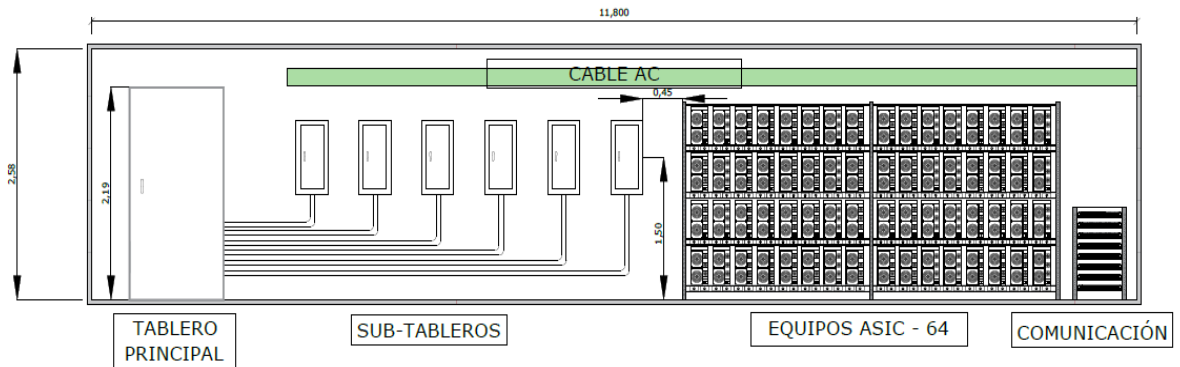 11,800
CABLE AC
0,45
2,58
2,19
1,50
TABLERO
PRINCIPAL
SUB-TABLEROS
EQUIPOS ASIC - 64
COMUNICACIÓN